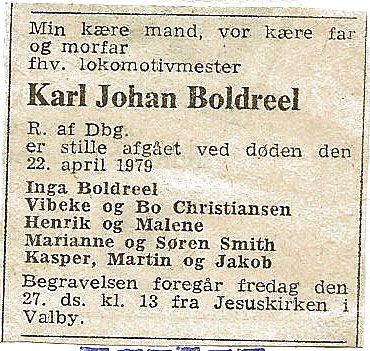 Min kære mand, vor kære far
og morfar
fhv. lokomotivmester
Karl Johan Boldreel
R. af Dbg.
er stille afgået ved døden den
22. april 1979
Inga Boldreel
Vibeke og Bo Christiansen
Henrik og Malene
Marianne og Søren Smith
Kasper, Martin og Jakob
Begravelsen foregår fredag den
27. ds. kl. 13 fra Jesuskirken i
Valby.